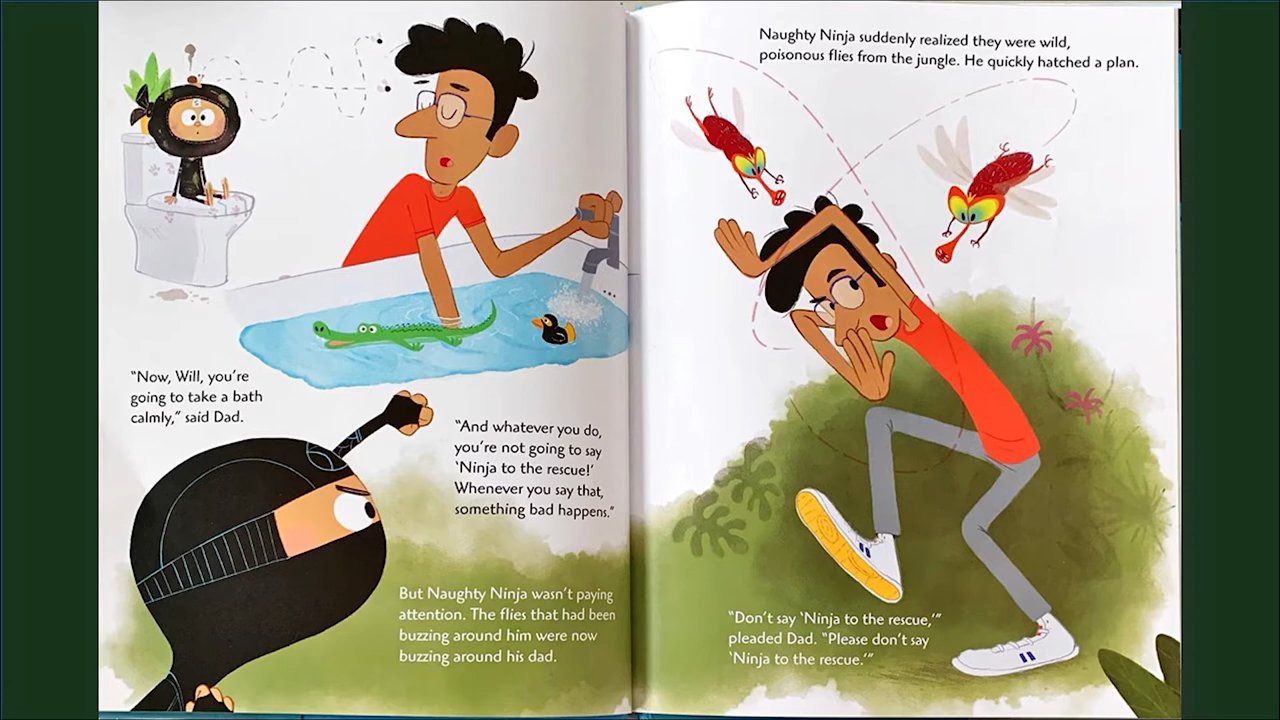 "Now, Will, you're
going to take a bath
calmly," said Dad.
"And whatever you do,
you're not going to say
'Ninja to the rescue!'
Whenever you say that,
something bad happens."
But Naughty Ninja wasn't paying
attention. The flies that had been
buzzing around him were now
buzzing around his dad.
Naughty Ninja suddenly realized they were wild,
poisonous flies from the jungle. He quickly hatched a plan.
"Don't say 'Ninja to the rescue,'"
pleaded Dad. "Please don't say
'Ninja to the rescue.'"